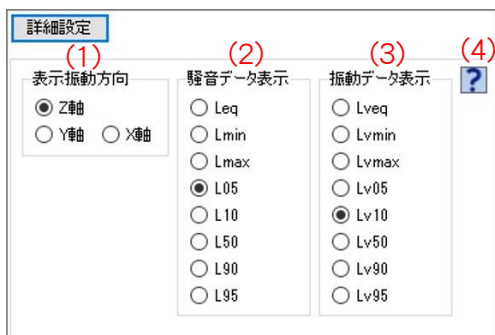 詳細設定
(1) (2) (3) (4)
表示振動方向 騒音データ表示 振動データ表示 ?
Z軸 Leq Lveq
Y軸 X軸 Lmin Lvmin
Lmax Lvmax
L05 Lv05
L10 Lv10
L50 Lv50
L90 Lv90
L95 Lv95